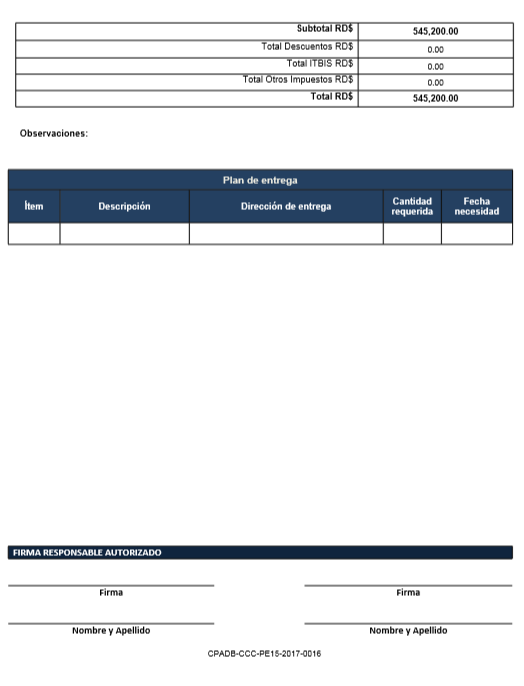 Subtotal RD$ 545,200.00
Total Descuentos RD$ 0.00
Total ITBIS RD$ 0.00
Total Otros Impuestos RD$ 0.00
Total RD$ 545,200.00
Observaciones:
Plan de entrega
Ítem Descripción Dirección de entrega Cantidad requerida Fecha necesidad
FIRMA RESPONSABLE AUTORIZADO
Firma Firma
Nombre y Apellido Nombre y Apellido
CPADB-CCC-PE15-2017-0016